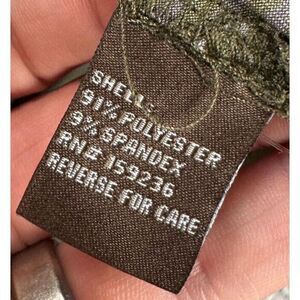 SHELL:
91% POLYESTER
9% SPANDEX
RN# 159236
REVERSE FOR CARE